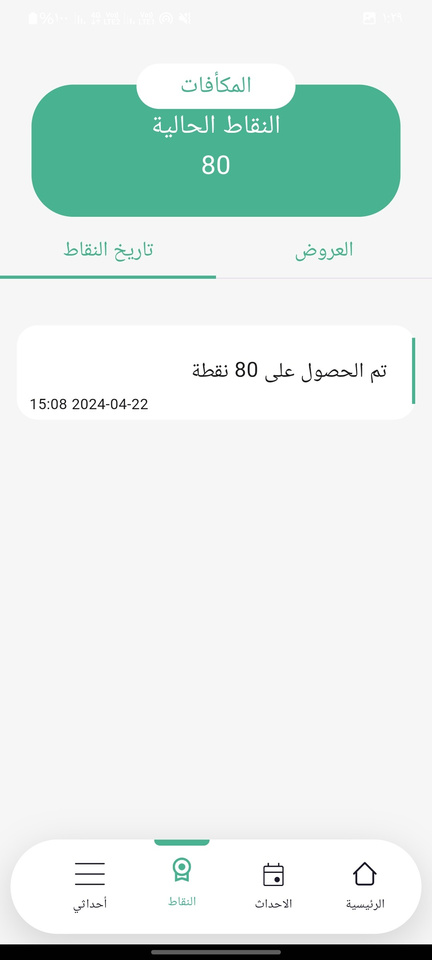 المكأفات
النقاط الحالية
80
العروض
تاريخ النقاط
تم الحصول على 80 نقطة
15:08 2024-04-22
الرئيسية
الاحداث
النقاط
أحداثي